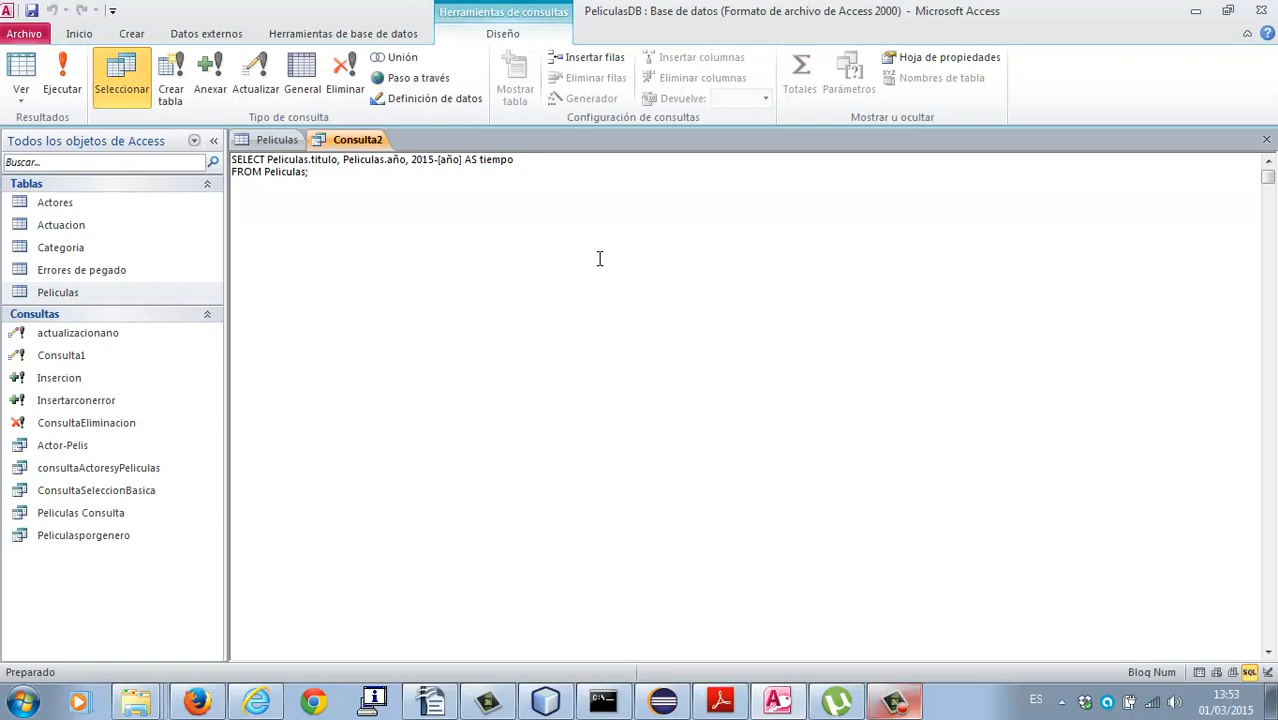 Herramientas de consultas
PeliculasDB : Base de datos (Formato de archivo de Access 2000) - Microsoft Access
Archivo Inicio Crear Datos externos Herramientas de base de datos Diseño
Ver
Ejecutar
Seleccionar
Crear tabla
Anexar
Actualizar
General
Eliminar
Unión
Paso a través
Definición de datos
Mostrar tabla
Insertar filas
Eliminar filas
Generador
Insertar columnas
Eliminar columnas
Devuelve:
Totales
Parámetros
Hoja de propiedades
Nombres de tabla
Resultados
Tipo de consulta
Configuración de consultas
Mostrar u ocultar
Todos los objetos de Access
Buscar...
Tablas
Actores
Actuacion
Categoria
Errores de pegado
Peliculas
Consultas
actualizacionano
Consulta1
Insercion
Insertarconerror
ConsultaEliminacion
Actor-Pelis
consultaActoresyPeliculas
ConsultaSeleccionBasica
Peliculas Consulta
Peliculasporgenero
Peliculas
Consulta2
SELECT Peliculas.titulo, Peliculas.año, 2015-[año] AS tiempo
FROM Peliculas;
Preparado
Bloq Num
SQL
ES
13:53
01/03/2015